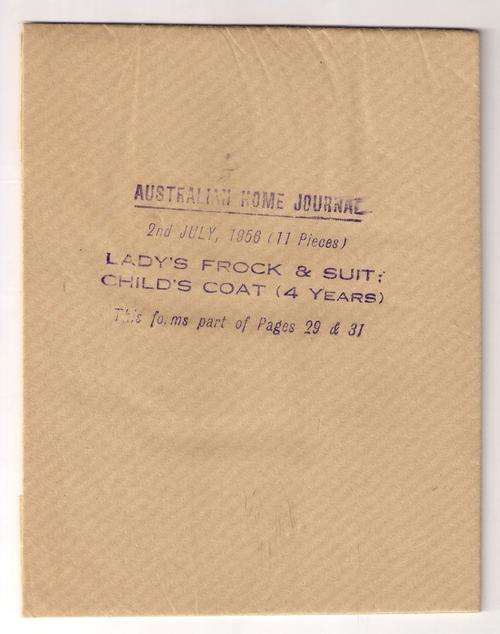 AUSTRALIAN HOME JOURNAL
2nd JULY, 1956 (11 Pieces)
LADY'S FROCK & SUIT;
CHILD'S COAT (4 YEARS)
This forms part of Pages 29 & 31